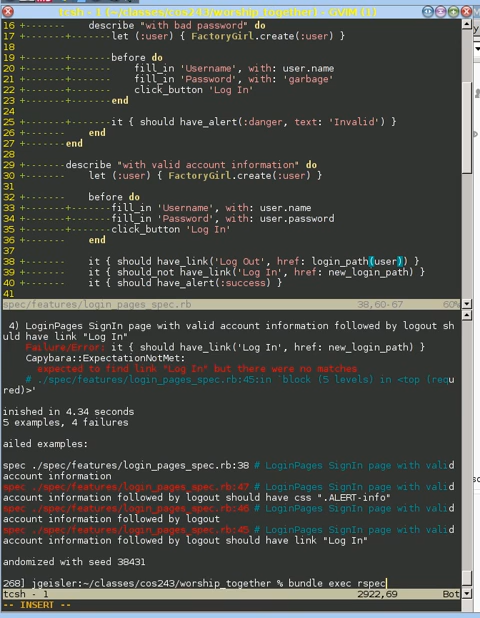 tcsh - 1 (~/classes/cos243/worship_together) - GVIM (1)
16 +------- describe "with bad password" do
17 +-------+------let (:user) { FactoryGirl.create(:user) }
18
19 +-------+------before do
20 +-------+-------+------fill_in 'Username', with: user.name
21 +-------+-------+------fill_in 'Password', with: 'garbage'
22 +-------+-------+------click_button 'Log In'
23 +-------+------end
24
25 +-------+------it { should have_alert(:danger, text: 'Invalid') }
26 +------- end
27 +-------end
28
29 +-------describe "with valid account information" do
30 +------- let (:user) { FactoryGirl.create(:user) }
31
32 +------- before do
33 +-------+-------fill_in 'Username', with: user.name
34 +-------+-------fill_in 'Password', with: user.password
35 +-------+-------click_button 'Log In'
36 +------- end
37
38 +------- it { should have_link('Log Out', href: login_path(user)) }
39 +------- it { should_not have_link('Log In', href: new_login_path) }
40 +------- it { should have_alert(:success) }
41
spec/features/login_pages_spec.rb 38,60-67 60%
4) LoginPages SignIn page with valid account information followed by logout sh
uld have link "Log In"
Failure/Error: it { should have_link('Log In', href: new_login_path) }
Capybara::ExpectationNotMet:
expected to find link "Log In" but there were no matches
# ./spec/features/login_pages_spec.rb:45:in `block (5 levels) in <top (requ
red)>'
inished in 4.34 seconds
5 examples, 4 failures
ailed examples:
spec ./spec/features/login_pages_spec.rb:38 # LoginPages SignIn page with valid
account information
spec ./spec/features/login_pages_spec.rb:47 # LoginPages SignIn page with valid
account information followed by logout should have css ".ALERT-info"
spec ./spec/features/login_pages_spec.rb:46 # LoginPages SignIn page with valid
account information followed by logout
spec ./spec/features/login_pages_spec.rb:45 # LoginPages SignIn page with valid
account information followed by logout should have link "Log In"
andomized with seed 38431
268] jgeisler:~/classes/cos243/worship_together % bundle exec rspec
tcsh - 1 2922,69 Bot
-- INSERT --